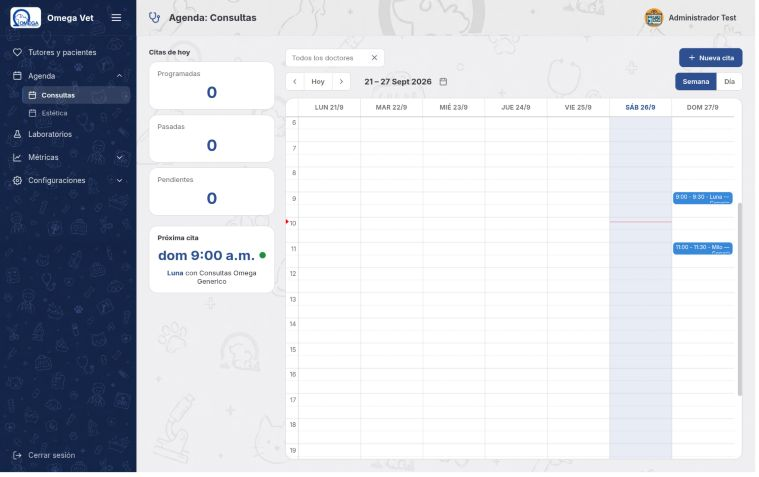 OMEGA
Omega Vet
Tutores y pacientes
Agenda
Consultas
Estética
Laboratorios
Métricas
Configuraciones
Cerrar sesión
Agenda: Consultas
Administrador Test
Citas de hoy
Programadas
0
Pasadas
0
Pendientes
0
Próxima cita
dom 9:00 a.m.
Luna con Consultas Omega
Generico
Todos los doctores
Nueva cita
Hoy
21 – 27 Sept 2026
Semana Día
LUN 21/9 MAR 22/9 MIÉ 23/9 JUE 24/9 VIE 25/9 SÁB 26/9 DOM 27/9
6
7
8
9
9:00 - 9:30 - Luna —
10
11
11:00 - 11:30 - Milo —
12
13
14
15
16
17
18
19